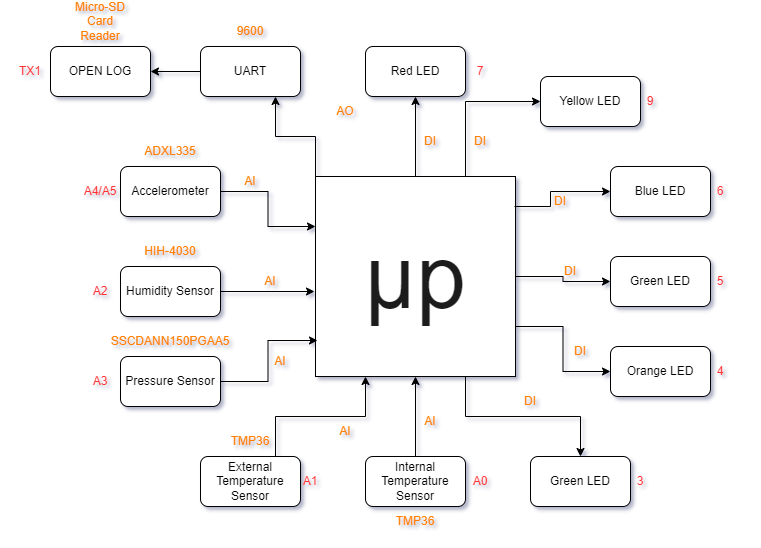 Micro-SD
Card
Reader
9600
TX1
OPEN LOG
UART
Red LED
7
Yellow LED
9
AO
DI
DI
ADXL335
A4/A5
Accelerometer
AI
Blue LED
6
DI
HIH-4030
A2
Humidity Sensor
AI
µp
DI
Green LED
5
SSCDANN150PGAA5
A3
Pressure Sensor
AI
DI
Orange LED
4
TMP36
AI
AI
DI
External
Temperature
Sensor
A1
Internal
Temperature
Sensor
A0
Green LED
3
TMP36